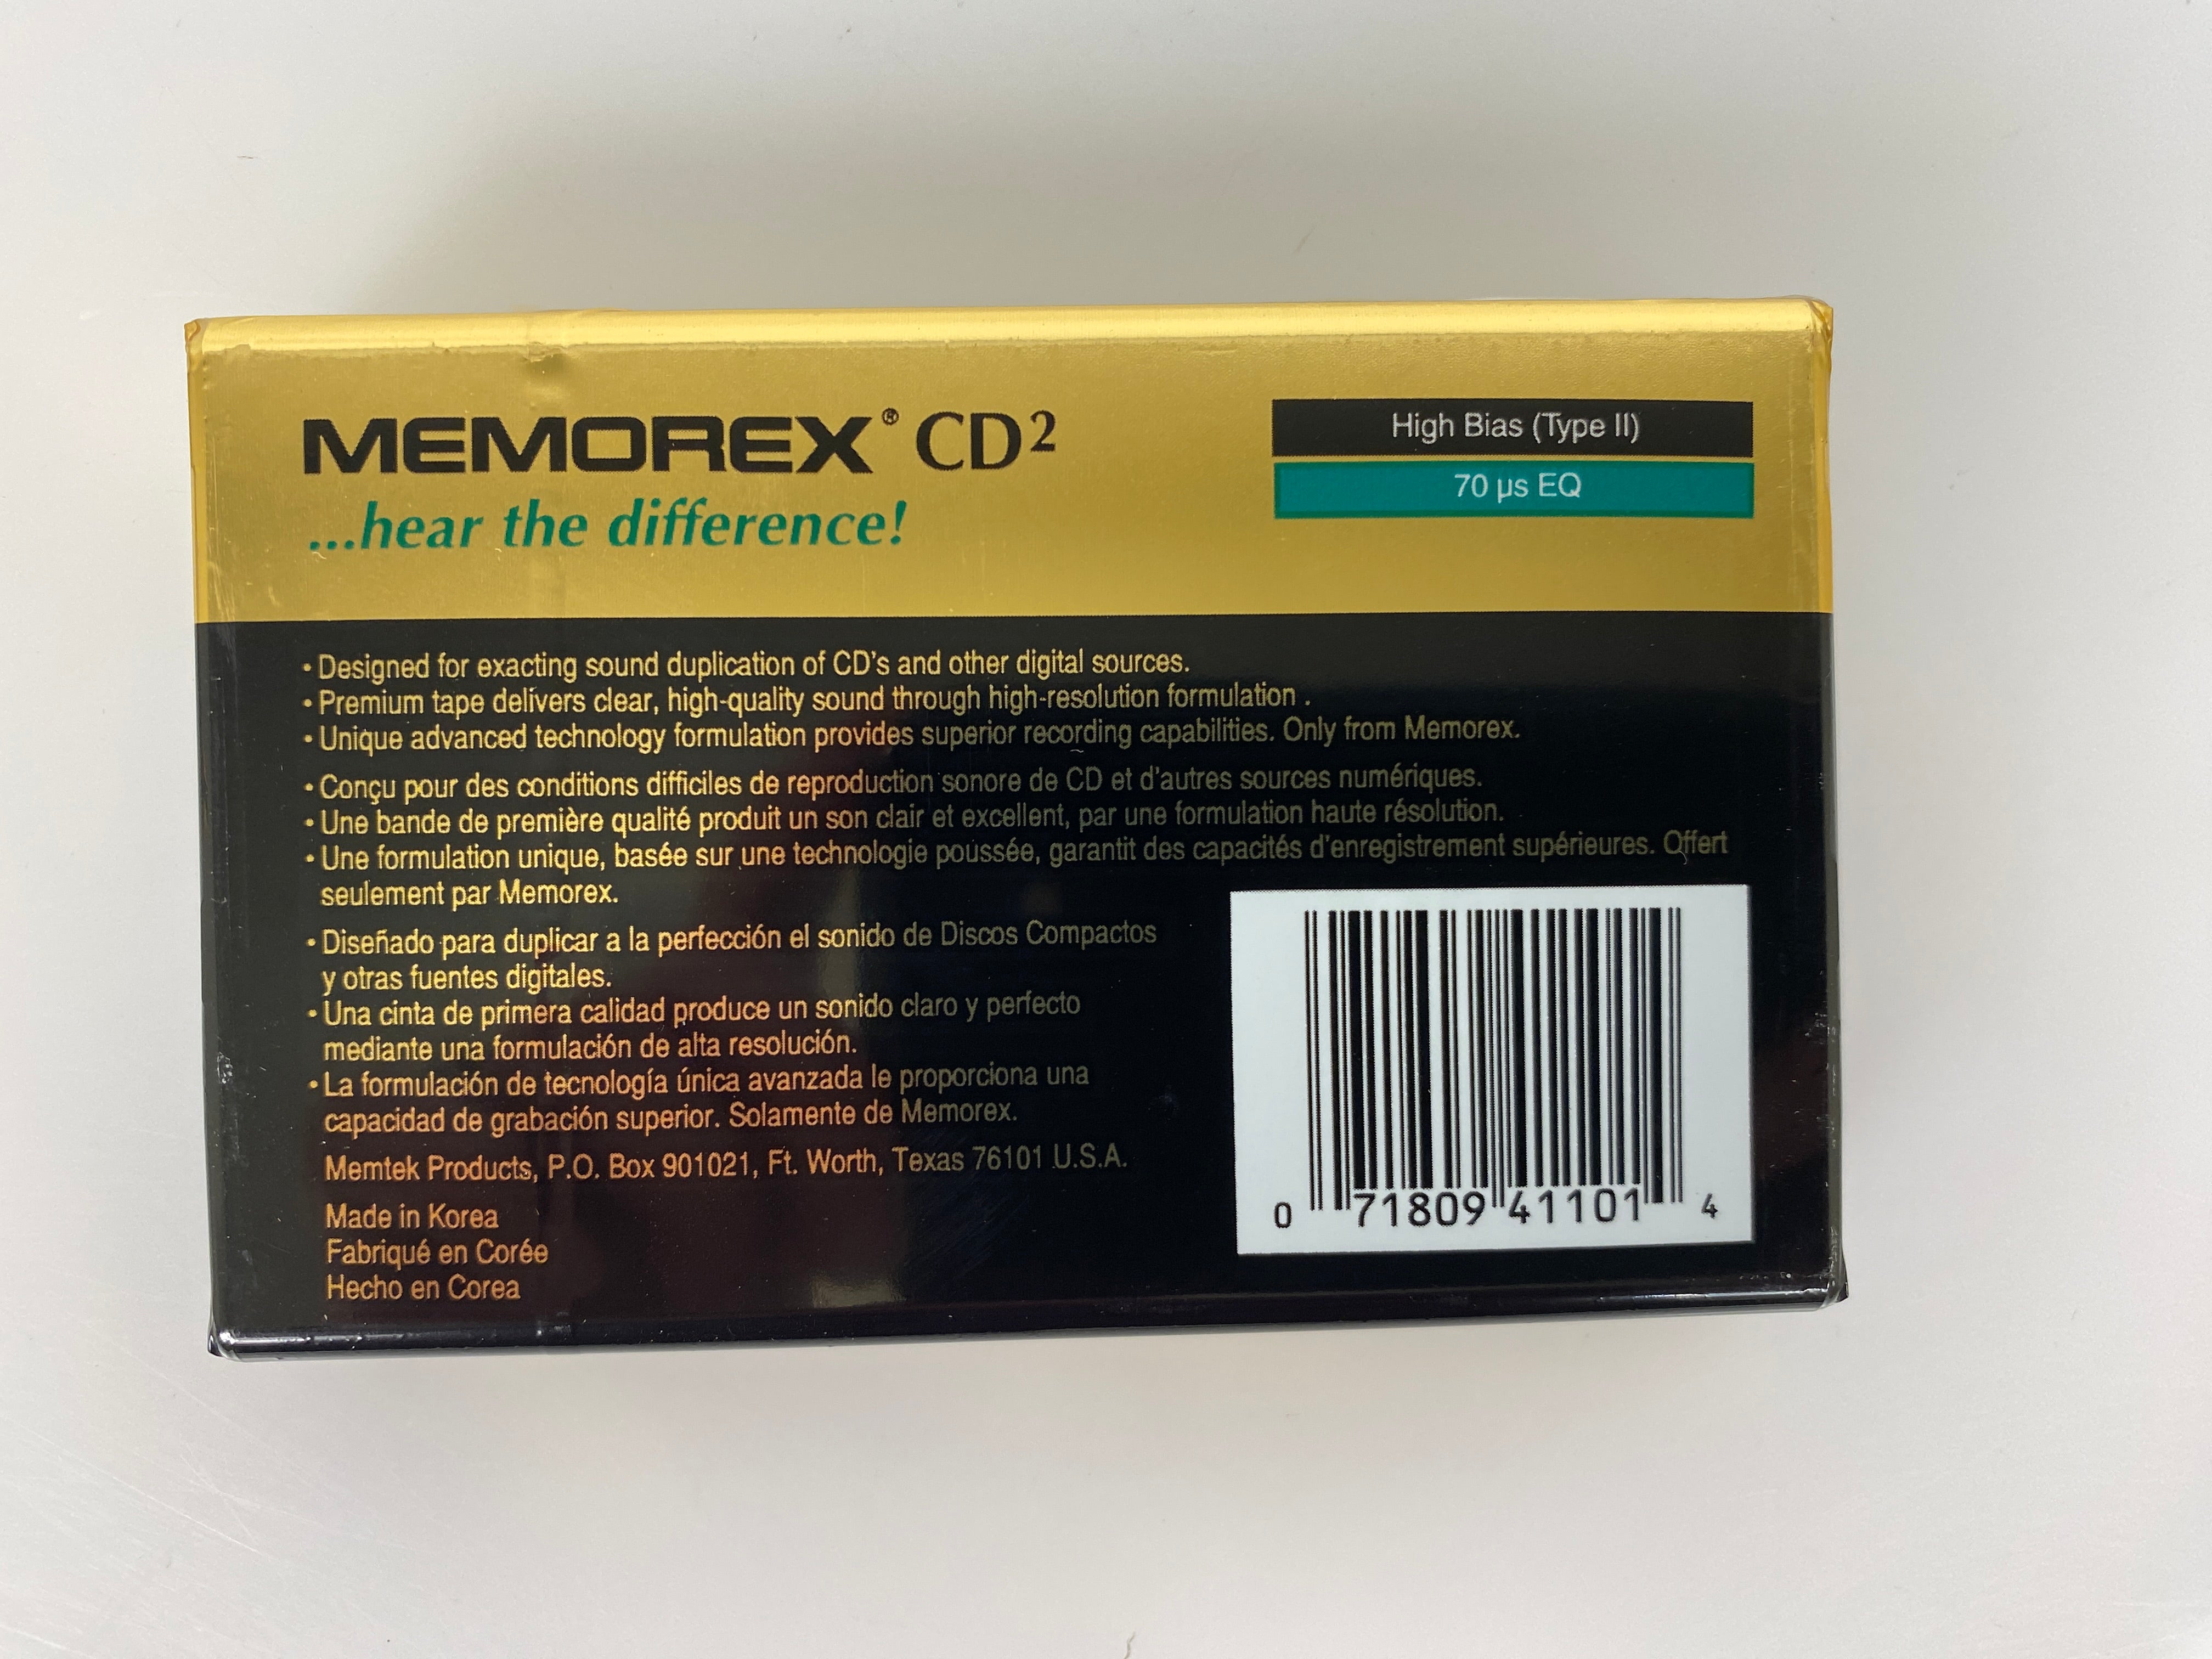 MEMOREX® CD²
...hear the difference!
High Bias (Type II)
70 µs EQ
• Designed for exacting sound duplication of CD's and other digital sources.
• Premium tape delivers clear, high-quality sound through high-resolution formulation .
• Unique advanced technology formulation provides superior recording capabilities. Only from Memorex.
• Conçu pour des conditions difficiles de reproduction sonore de CD et d'autres sources numériques.
• Une bande de première qualité produit un son clair et excellent, par une formulation haute résolution.
• Une formulation unique, basée sur une technologie poussée, garantit des capacités d'enregistrement supérieures. Offert
seulement par Memorex.
• Diseñado para duplicar a la perfección el sonido de Discos Compactos
y otras fuentes digitales.
• Una cinta de primera calidad produce un sonido claro y perfecto
mediante una formulación de alta resolución.
• La formulación de tecnología única avanzada le proporciona una
capacidad de grabación superior. Solamente de Memorex.
Memtek Products, P.O. Box 901021, Ft. Worth, Texas 76101 U.S.A.
Made in Korea
Fabriqué en Corée
Hecho en Corea
0 71809 41101 4